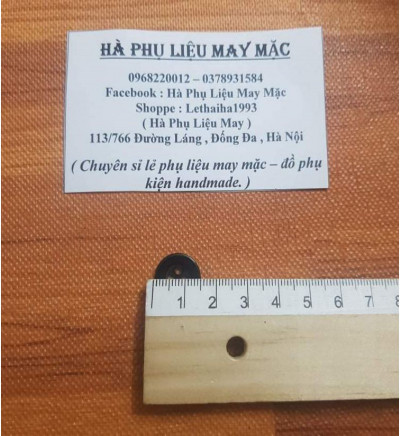 HÀ PHỤ LIỆU MAY MẶC
0968220012 – 0378931584
Facebook : Hà Phụ Liệu May Mặc
Shoppe : Lethaiha1993
( Hà Phụ Liệu May )
113/766 Đường Láng , Đống Đa , Hà Nội
( Chuyên sỉ lẻ phụ liệu may mặc – đồ phụ
kiện handmade. )
1 2 3 4 5 6 7 8